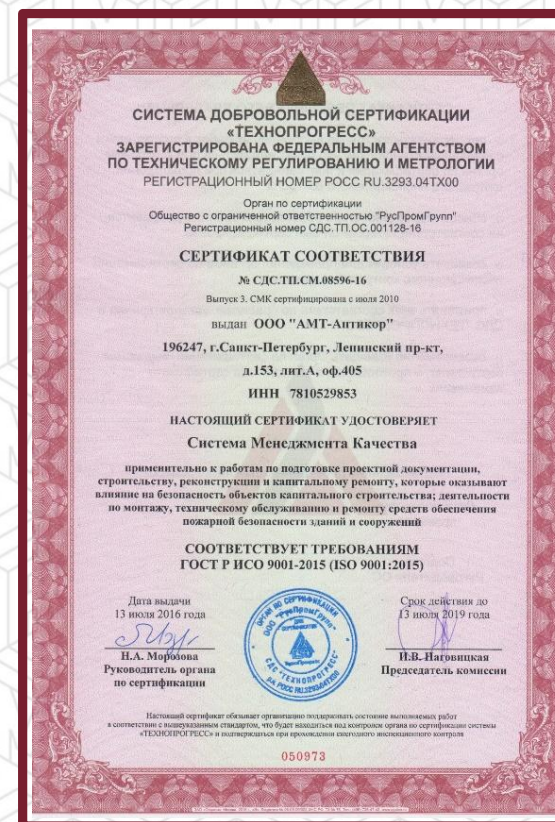 СИСТЕМА ДОБРОВОЛЬНОЙ СЕРТИФИКАЦИИ
«ТЕХНОПРОГРЕСС»
ЗАРЕГИСТРИРОВАНА ФЕДЕРАЛЬНЫМ АГЕНТСТВОМ
ПО ТЕХНИЧЕСКОМУ РЕГУЛИРОВАНИЮ И МЕТРОЛОГИИ
РЕГИСТРАЦИОННЫЙ НОМЕР РОСС RU.3293.04ТХ00
Орган по сертификации
Общество с ограниченной ответственностью "РусПромГрупп"
Регистрационный номер СДС.ТП.ОС.001128-16
СЕРТИФИКАТ СООТВЕТСТВИЯ
№ СДС.ТП.СМ.08596-16
Выпуск 3. СМК сертифицирована с июля 2010
выдан ООО "АМТ-Антикор"
196247, г.Санкт-Петербург, Ленинский пр-кт,
д.153, лит.А, оф.405
ИНН 7810529853
НАСТОЯЩИЙ СЕРТИФИКАТ УДОСТОВЕРЯЕТ
Система Менеджмента Качества
применительно к работам по подготовке проектной документации,
строительству, реконструкции и капитальному ремонту, которые оказывают
влияние на безопасность объектов капитального строительства; деятельности
по монтажу, техническому обслуживанию и ремонту средств обеспечения
пожарной безопасности зданий и сооружений
СООТВЕТСТВУЕТ ТРЕБОВАНИЯМ
ГОСТ Р ИСО 9001-2015 (ISO 9001:2015)
Дата выдачи
13 июля 2016 года
Н.А. Морозова
Руководитель органа
по сертификации
ОРГАН ПО СЕРТИФИКАЦИИ
ООО "РусПромГрупп"
СДС "ТЕХНОПРОГРЕСС"
Срок действия до
13 июля 2019 года
И.В. Наговицкая
Председатель комиссии
Настоящий сертификат обязывает организацию поддерживать состояние выполняемых работ
в соответствии с вышеуказанным стандартом, что будет находиться под контролем органа по сертификации системы
«ТЕХНОПРОГРЕСС» и подтверждаться при прохождении ежегодного инспекционного контроля
050973